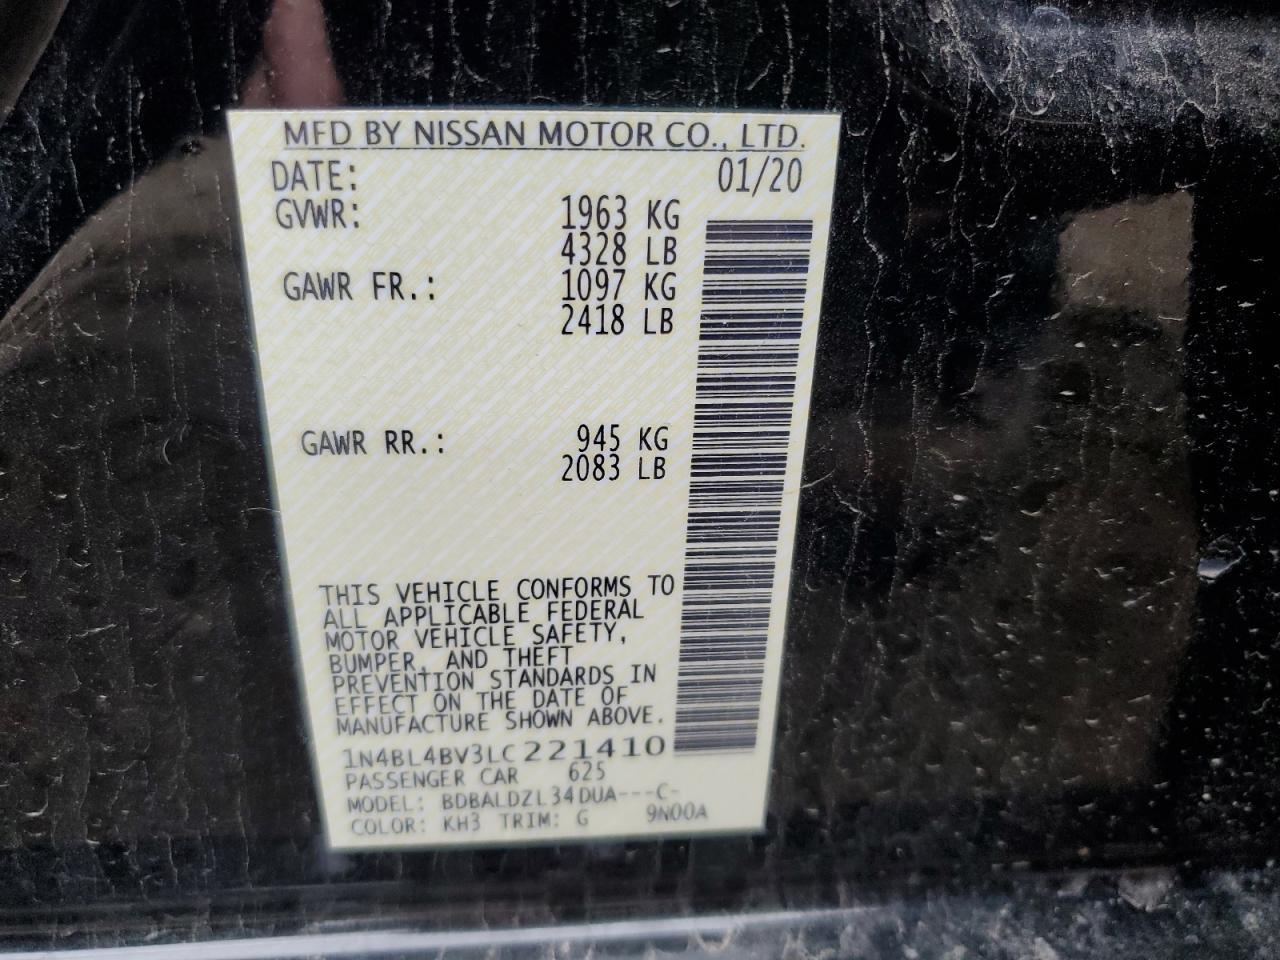 MFD BY NISSAN MOTOR CO., LTD.
DATE: 01/20
GVWR: 1963 KG
4328 LB
GAWR FR.: 1097 KG
2418 LB
GAWR RR.: 945 KG
2083 LB
THIS VEHICLE CONFORMS TO
ALL APPLICABLE FEDERAL
MOTOR VEHICLE SAFETY,
BUMPER, AND THEFT
PREVENTION STANDARDS IN
EFFECT ON THE DATE OF
MANUFACTURE SHOWN ABOVE.
1N4BL4BV3LC221410
PASSENGER CAR 625
MODEL: BDBALDZL34DUA---C-
COLOR: KH3 TRIM: G 9N00A